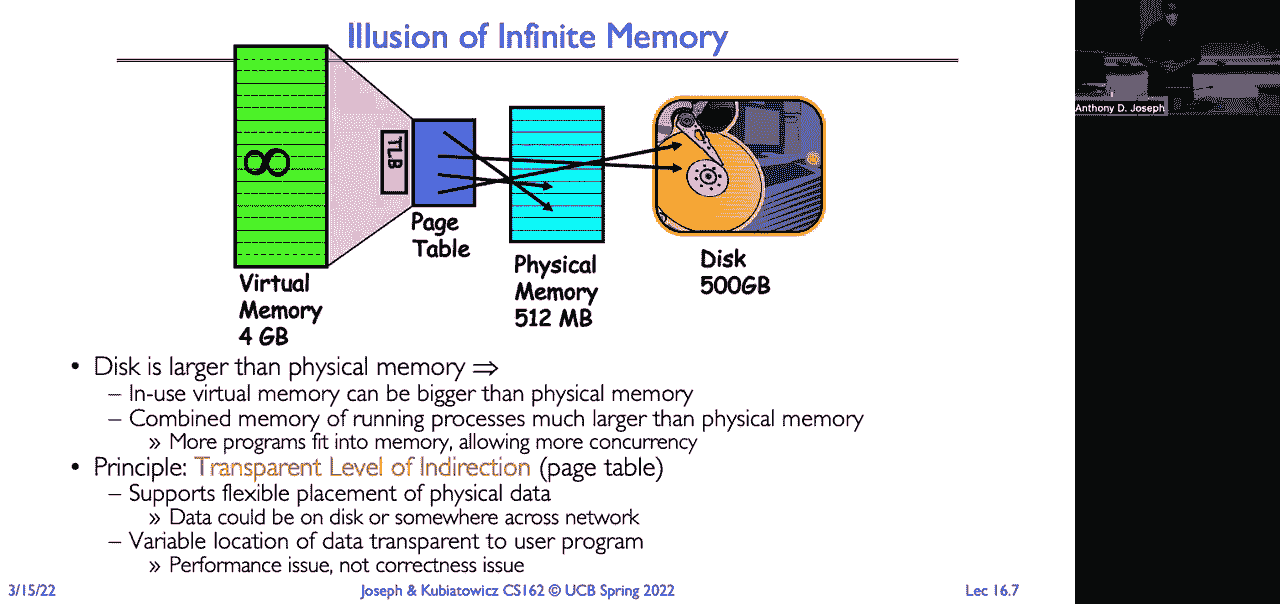 Illusion of Infinite Memory
∞
TLB
Page
Table
Virtual
Memory
4 GB
Physical
Memory
512 MB
Disk
500GB
Anthony D. Joseph
• Disk is larger than physical memory ⇒
– In-use virtual memory can be bigger than physical memory
– Combined memory of running processes much larger than physical memory
» More programs fit into memory, allowing more concurrency
• Principle: Transparent Level of Indirection (page table)
– Supports flexible placement of physical data
» Data could be on disk or somewhere across network
– Variable location of data transparent to user program
» Performance issue, not correctness issue
3/15/22
Joseph & Kubiatowicz CS162 © UCB Spring 2022
Lec 16.7